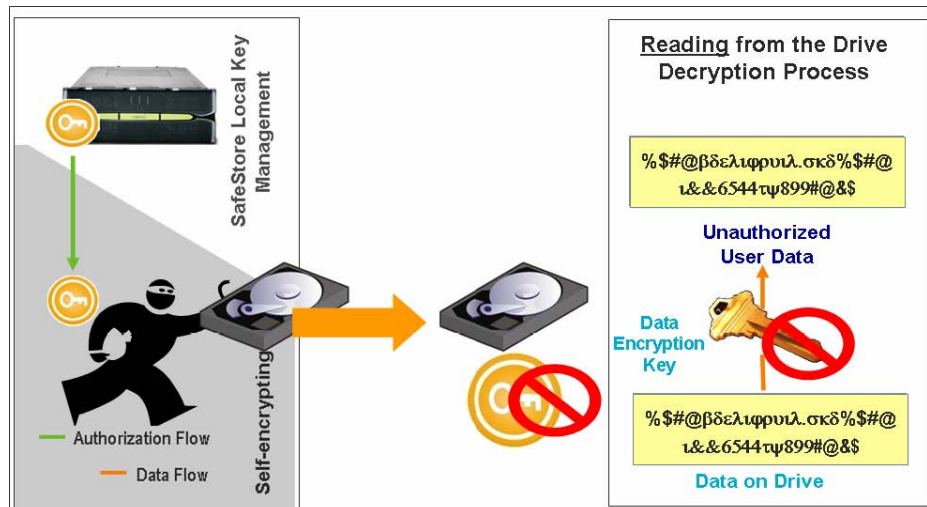 SafeStore Local Key
Management
Self-encrypting
Authorization Flow
Data Flow
Reading from the Drive
Decryption Process
%$#@βδελιφρυιλ.σκδ%$#@
ι&&6544τψ899#@&$
Unauthorized
User Data
Data
Encryption
Key
%$#@βδελιφρυιλ.σκδ%$#@
ι&&6544τψ899#@&$
Data on Drive